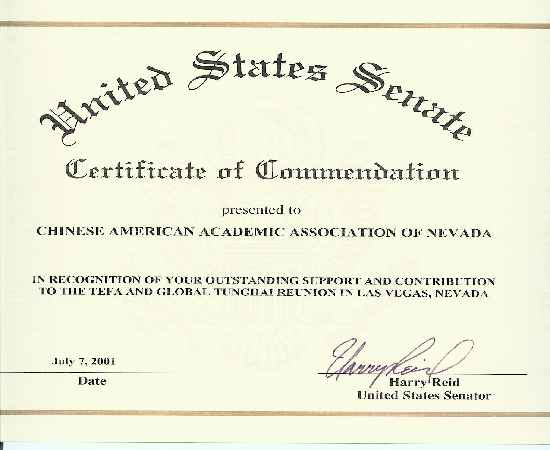 United States Senate
Certificate of Commendation
presented to
CHINESE AMERICAN ACADEMIC ASSOCIATION OF NEVADA
IN RECOGNITION OF YOUR OUTSTANDING SUPPORT AND CONTRIBUTION
TO THE TEFA AND GLOBAL TUNGHAI REUNION IN LAS VEGAS, NEVADA
July 7, 2001
Date
Harry Reid
Harry Reid
United States Senator